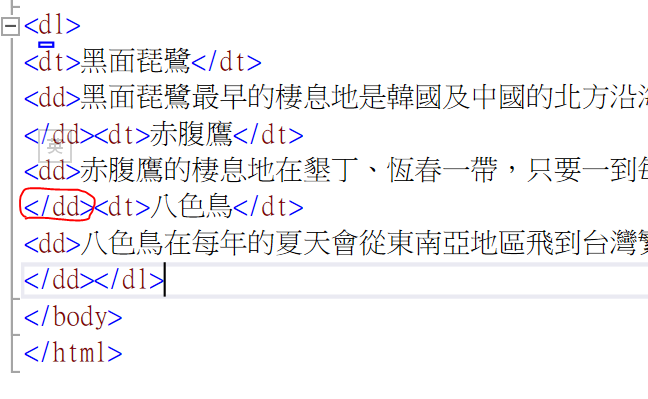 <dl>
<dt>黑面琵鷺</dt>
<dd>黑面琵鷺最早的棲息地是韓國及中國的北方沿海
</dd><dt>赤腹鷹</dt>
英
<dd>赤腹鷹的棲息地在墾丁、恆春一帶，只要一到每
</dd><dt>八色鳥</dt>
<dd>八色鳥在每年的夏天會從東南亞地區飛到台灣繁
</dd></dl>
</body>
</html>